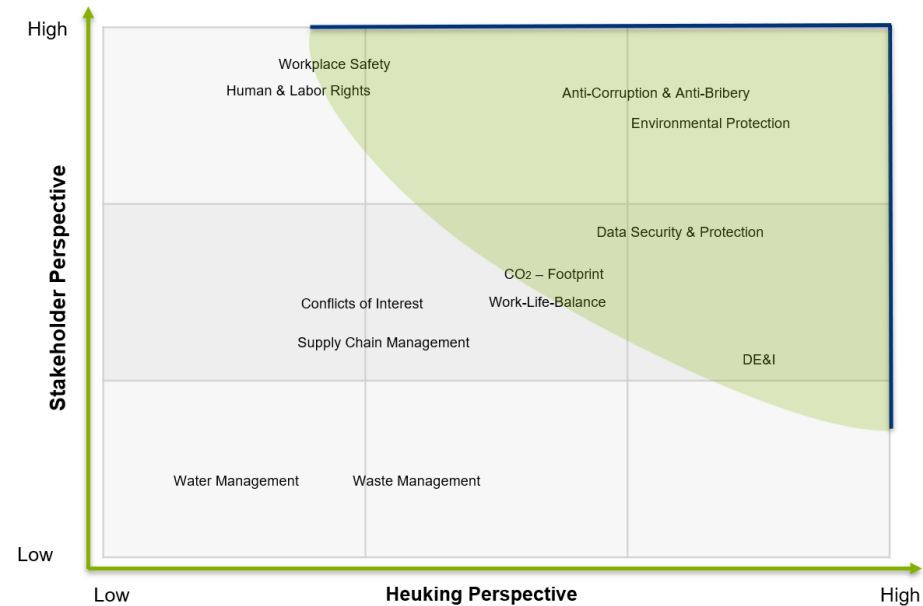 High
Workplace Safety
Human & Labor Rights
Anti-Corruption & Anti-Bribery
Environmental Protection
Stakeholder Perspective
Data Security & Protection
CO2 – Footprint
Conflicts of Interest
Work-Life-Balance
Supply Chain Management
DE&I
Water Management
Waste Management
Low
Low
Heuking Perspective
High